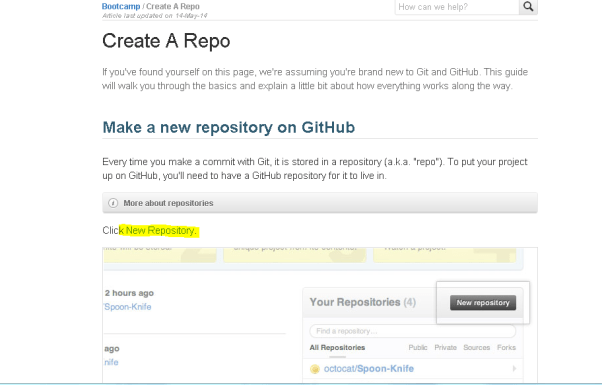 Bootcamp / Create A Repo
How can we help?
Article last updated on 14-May-14
Create A Repo
If you've found yourself on this page, we're assuming you're brand new to Git and GitHub. This guide
will walk you through the basics and explain a little bit about how everything works along the way.
Make a new repository on GitHub
Every time you make a commit with Git, it is stored in a repository (a.k.a. "repo"). To put your project
up on GitHub, you'll need to have a GitHub repository for it to live in.
More about repositories
Click New Repository.
2 hours ago
Spoon-Knife
ago
nife
Your Repositories (4)
New repository
Find a repository...
All Repositories Public Private Sources Forks
octocat/Spoon-Knife